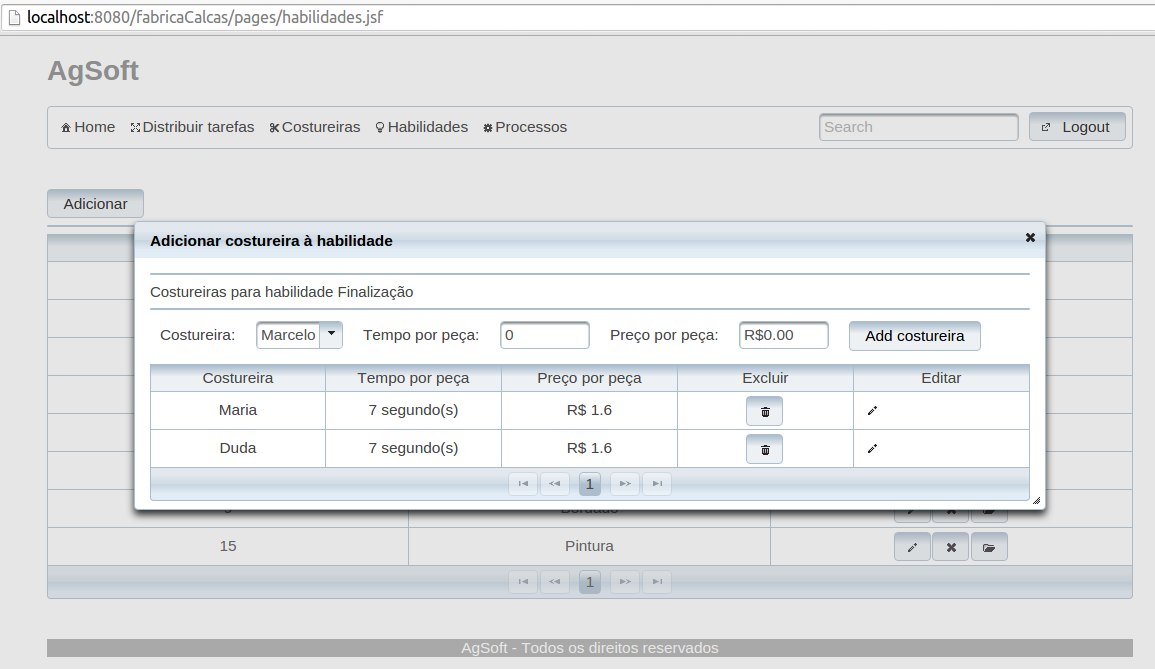 localhost:8080/fabricaCalcas/pages/habilidades.jsf
AgSoft
Home Distribuir tarefas Costureiras Habilidades Processos Search Logout
Adicionar
Adicionar costureira à habilidade
Costureiras para habilidade Finalização
Costureira: Marcelo Tempo por peça: 0 Preço por peça: R$0.00 Add costureira
Costureira Tempo por peça Preço por peça Excluir Editar
Maria 7 segundo(s) R$ 1.6
Duda 7 segundo(s) R$ 1.6
1
15 Pintura
1
AgSoft - Todos os direitos reservados